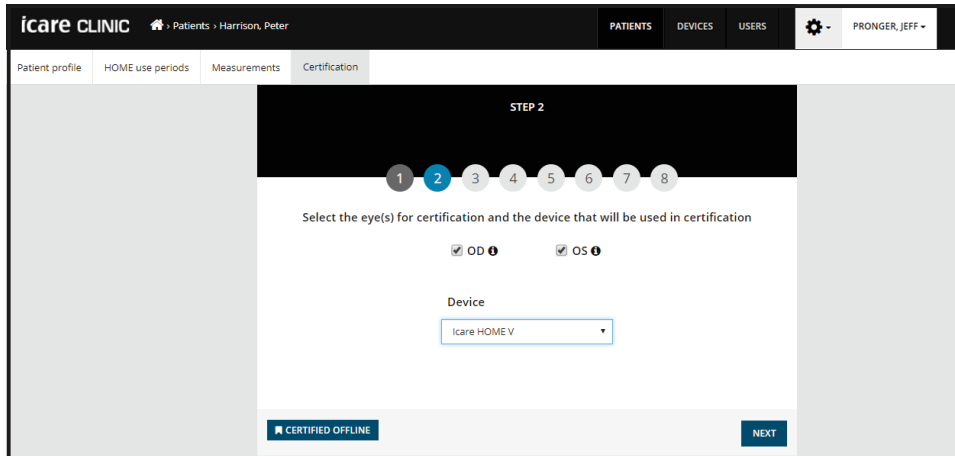 icare CLINIC › Patients › Harrison, Peter PATIENTS DEVICES USERS PRONGER, JEFF
Patient profile HOME use periods Measurements Certification
STEP 2
1 2 3 4 5 6 7 8
Select the eye(s) for certification and the device that will be used in certification
OD OS
Device
Icare HOME V
CERTIFIED OFFLINE NEXT